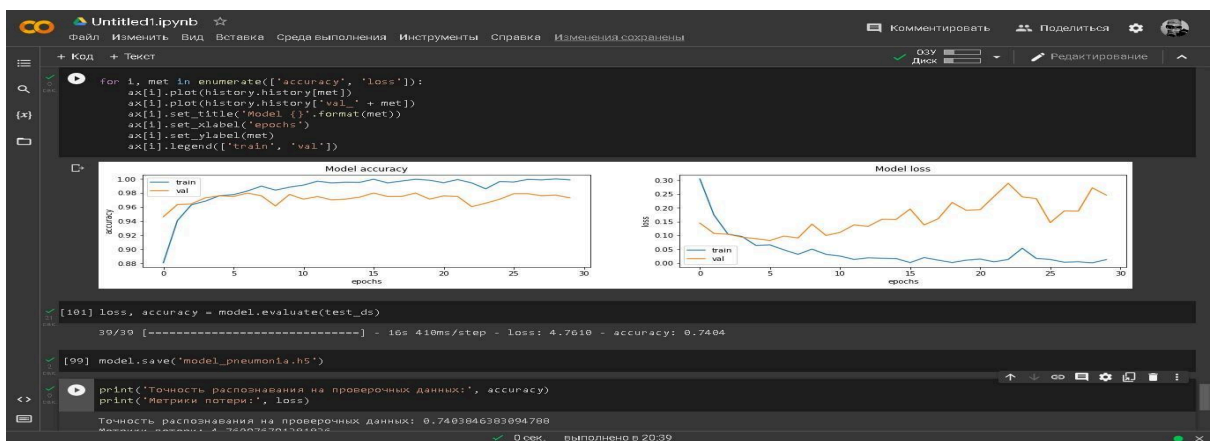 Untitled1.ipynb
Комментировать Поделиться
Файл Изменить Вид Вставка Среда выполнения Инструменты Справка Изменения сохранены
+ Код + Текст
ОЗУ
Диск
Редактирование
for i, met in enumerate(['accuracy', 'loss']):
ax[i].plot(history.history[met])
ax[i].plot(history.history['val_' + met])
ax[i].set_title('Model {}'.format(met))
ax[i].set_xlabel('epochs')
ax[i].set_ylabel(met)
ax[i].legend(['train', 'val'])
Model accuracy
1.00
0.98
0.96
0.94
0.92
0.90
0.88
accuracy
train
val
0 5 10 15 20 25 30
epochs
Model loss
0.30
0.25
0.20
0.15
0.10
0.05
0.00
loss
train
val
0 5 10 15 20 25 30
epochs
[101] loss, accuracy = model.evaluate(test_ds)
39/39 [==============================] - 16s 410ms/step - loss: 4.7610 - accuracy: 0.7404
[99] model.save('model_pneumonia.h5')
print('Точность распознавания на проверочных данных:', accuracy)
print('Метрики потери:', loss)
Точность распознавания на проверочных данных: 0.7403846383094788
0 сек. выполнено в 20:39